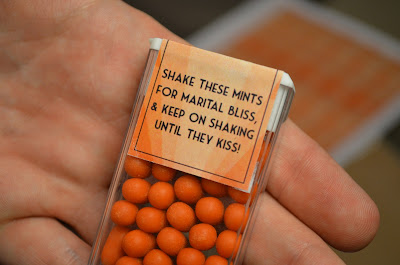 SHAKE THESE MINTS
FOR MARITAL BLISS,
& KEEP ON SHAKING
UNTIL THEY KISS!